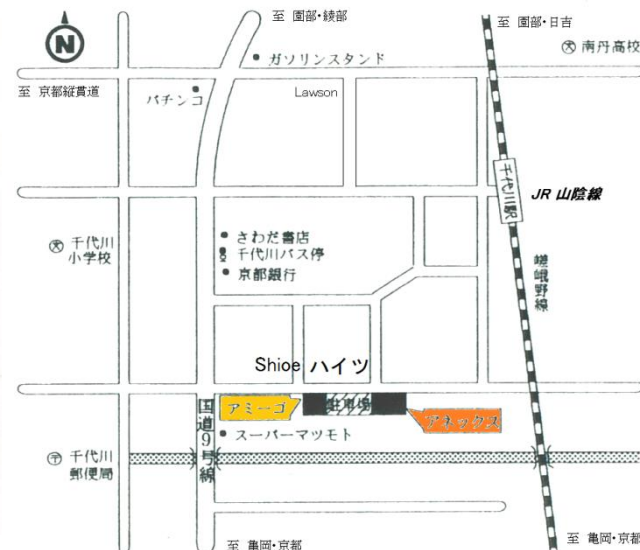 至 園部・綾部
至 園部・日吉
N
ガソリンスタンド
南丹高校
至 京都縦貫道
パチンコ
Lawson
千代川駅
JR 山陰線
千代川
小学校
さわだ書店
千代川バス停
京都銀行
嵯峨野線
Shioe ハイツ
アミーゴ
駐車場
アネックス
国道9号線
スーパーマツモト
千代川
郵便局
至 亀岡・京都
至 亀岡・京都